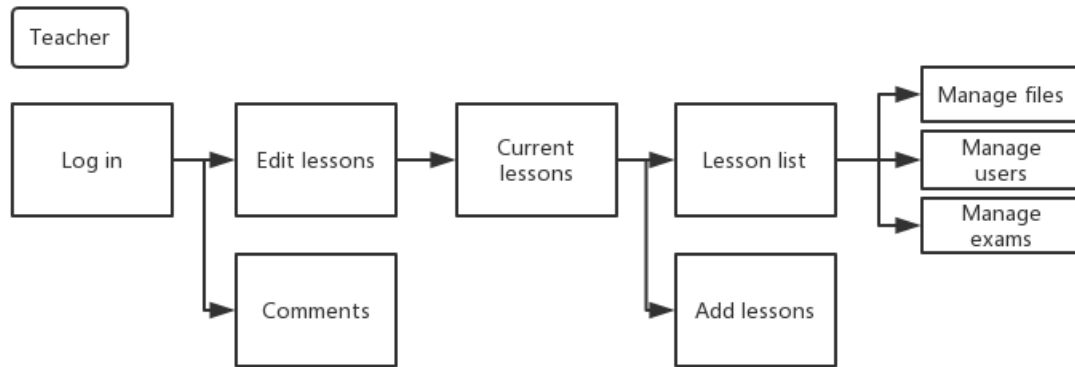 Teacher
Log in
Edit lessons
Current
lessons
Lesson list
Manage files
Manage
users
Manage
exams
Comments
Add lessons